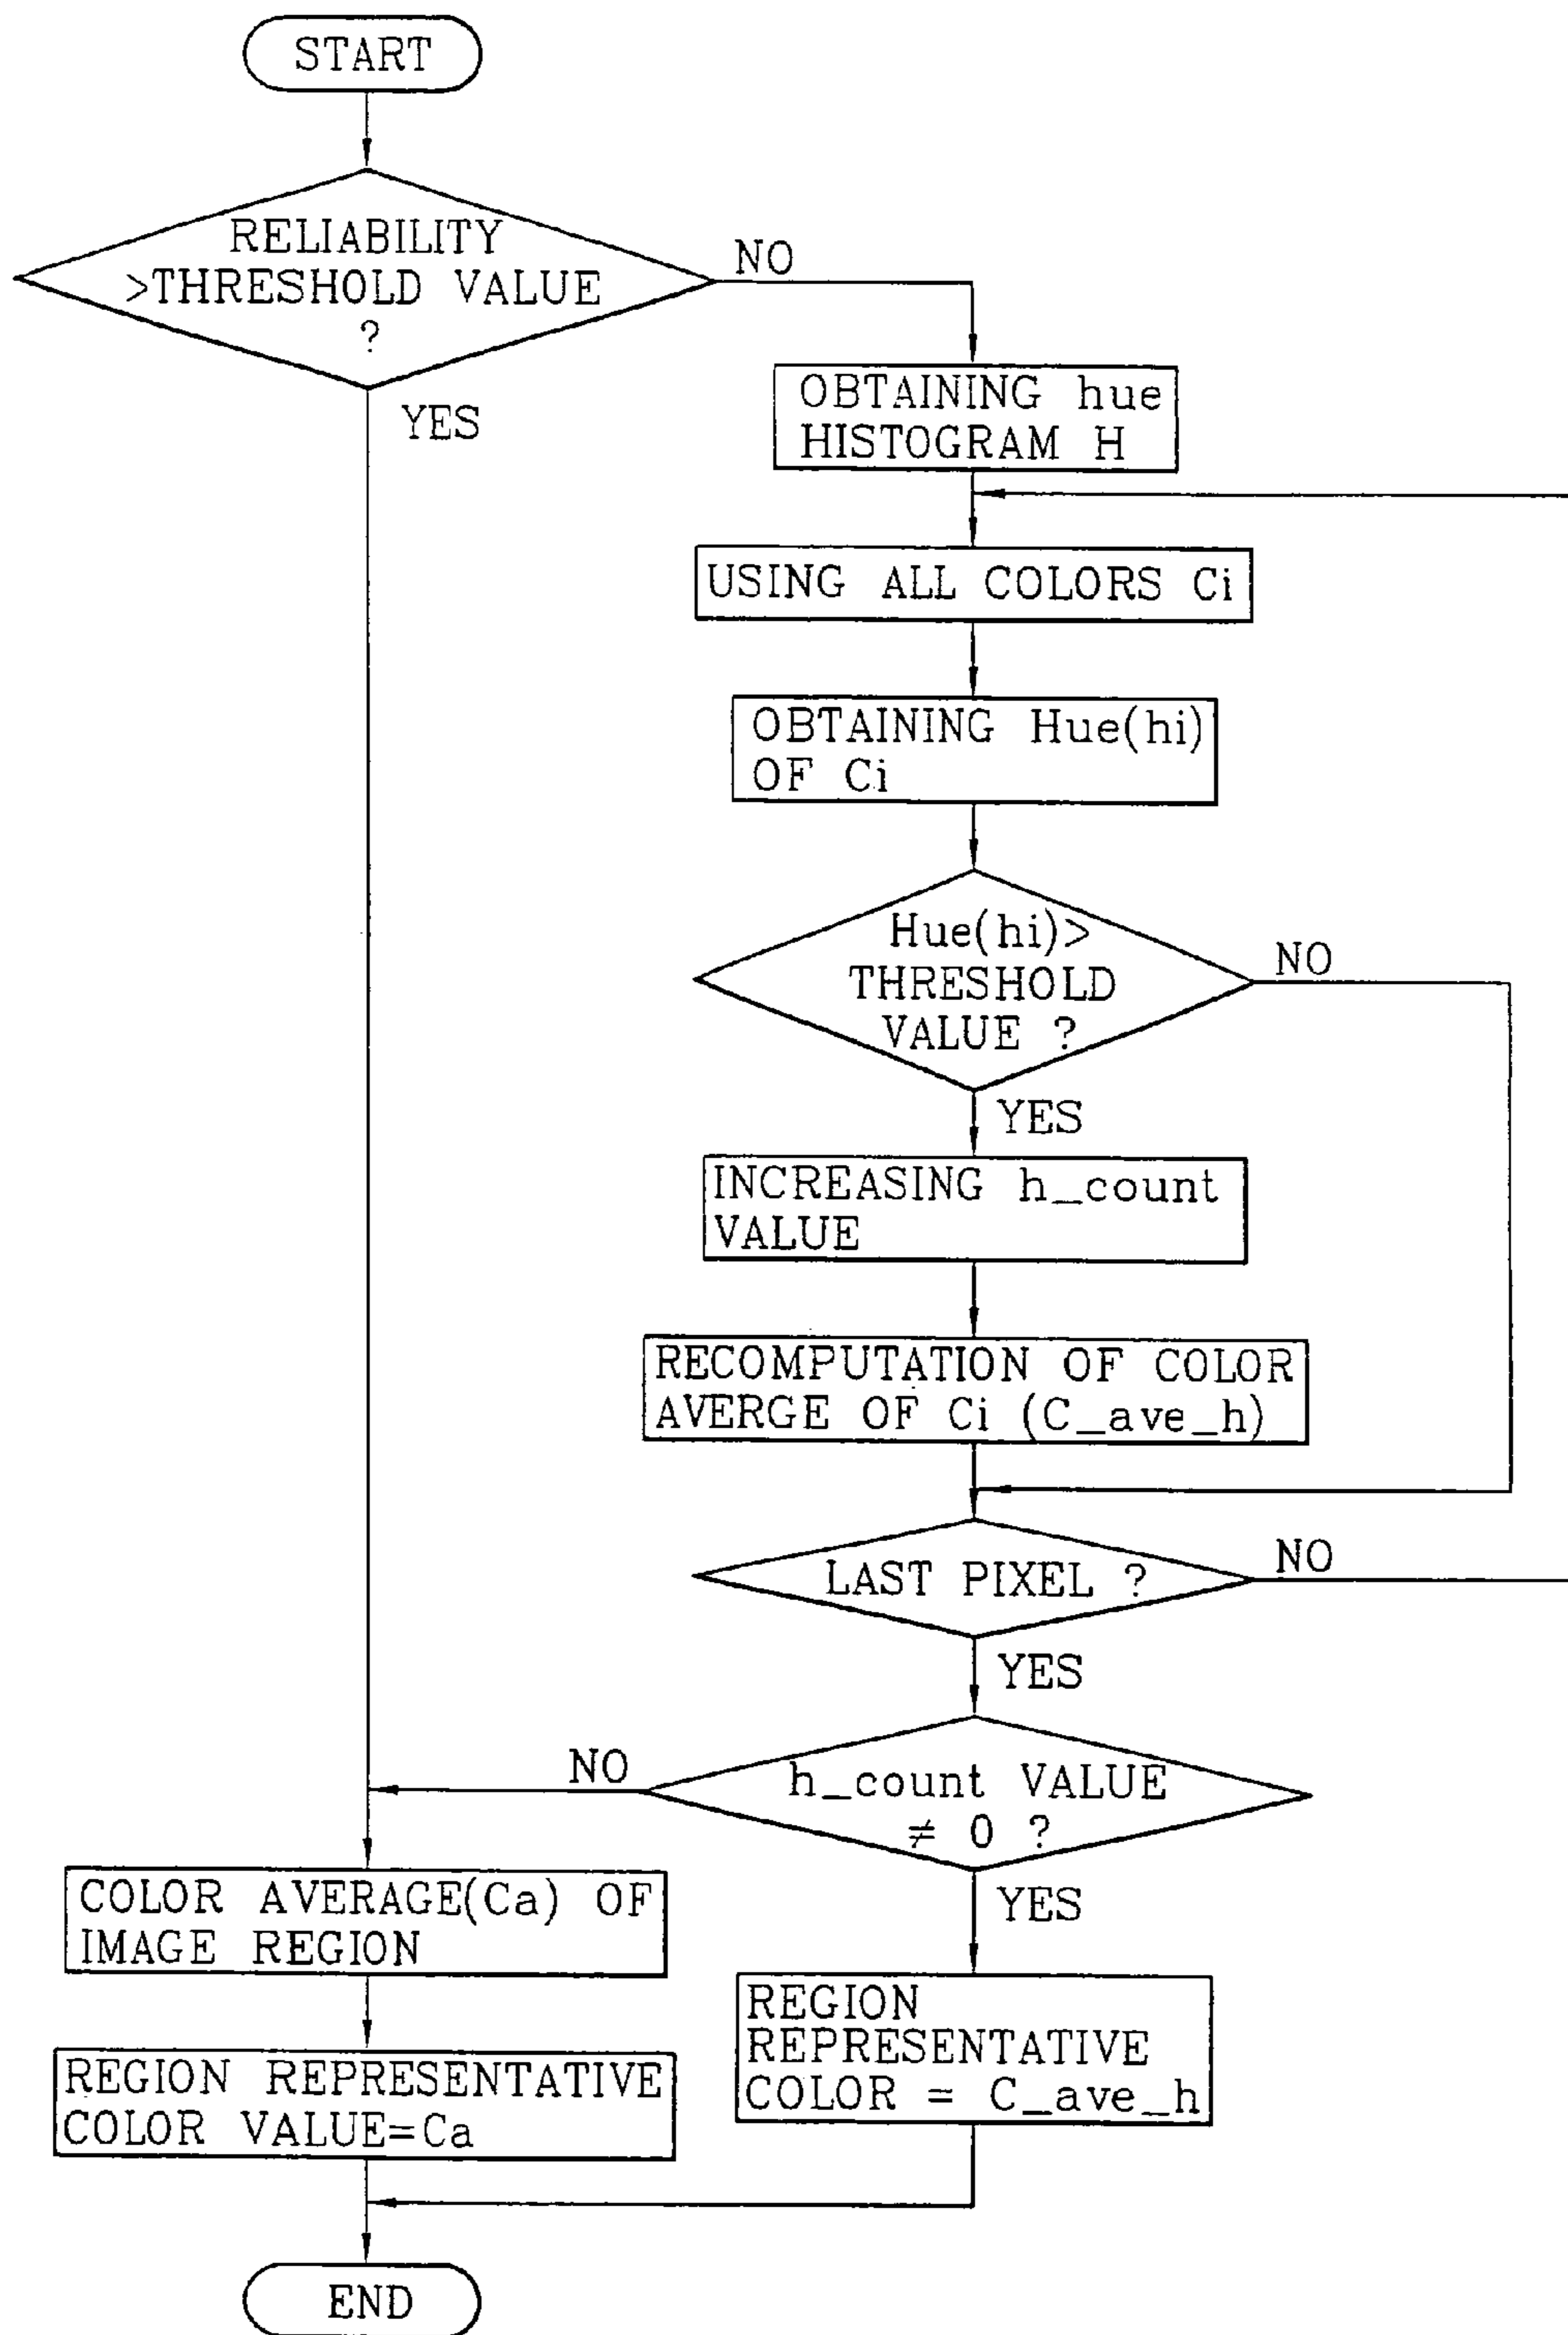 START
RELIABILITY
>THRESHOLD VALUE
?
NO
YES
OBTAINING hue
HISTOGRAM H
USING ALL COLORS Ci
OBTAINING Hue(hi)
OF Ci
Hue(hi)>
THRESHOLD
VALUE ?
NO
YES
INCREASING h_count
VALUE
RECOMPUTATION OF COLOR
AVERGE OF Ci (C_ave_h)
LAST PIXEL ?
NO
YES
h_count VALUE
≠ 0 ?
NO
YES
COLOR AVERAGE(Ca) OF
IMAGE REGION
REGION REPRESENTATIVE
COLOR VALUE=Ca
REGION
REPRESENTATIVE
COLOR = C_ave_h
END